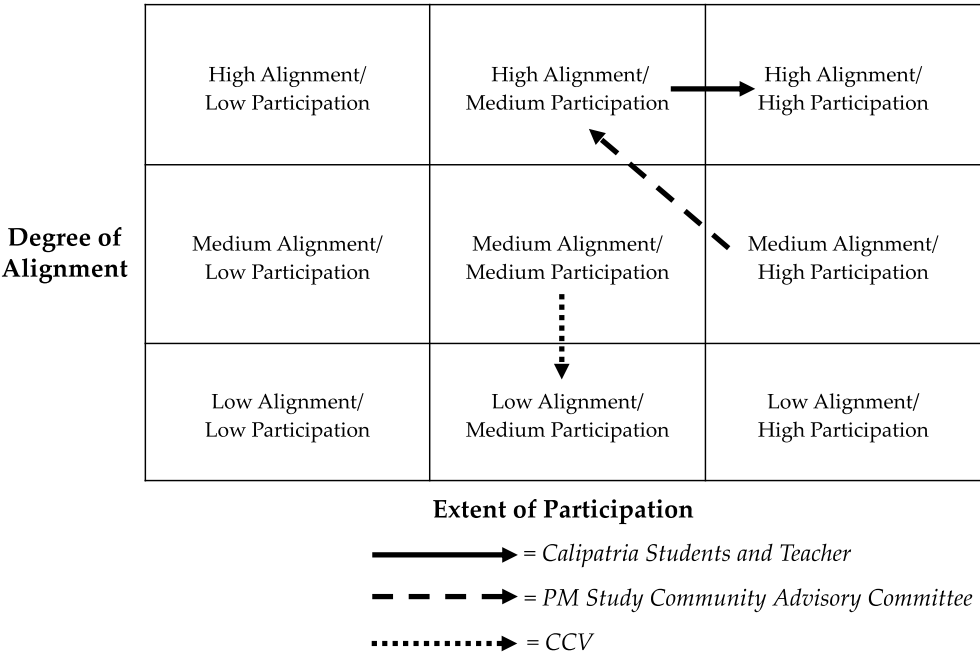 High Alignment/
Low Participation
High Alignment/
Medium Participation
High Alignment/
High Participation
Degree of
Alignment
Medium Alignment/
Low Participation
Medium Alignment/
Medium Participation
Medium Alignment/
High Participation
Low Alignment/
Low Participation
Low Alignment/
Medium Participation
Low Alignment/
High Participation
Extent of Participation
= Calipatria Students and Teacher
= PM Study Community Advisory Committee
= CCV